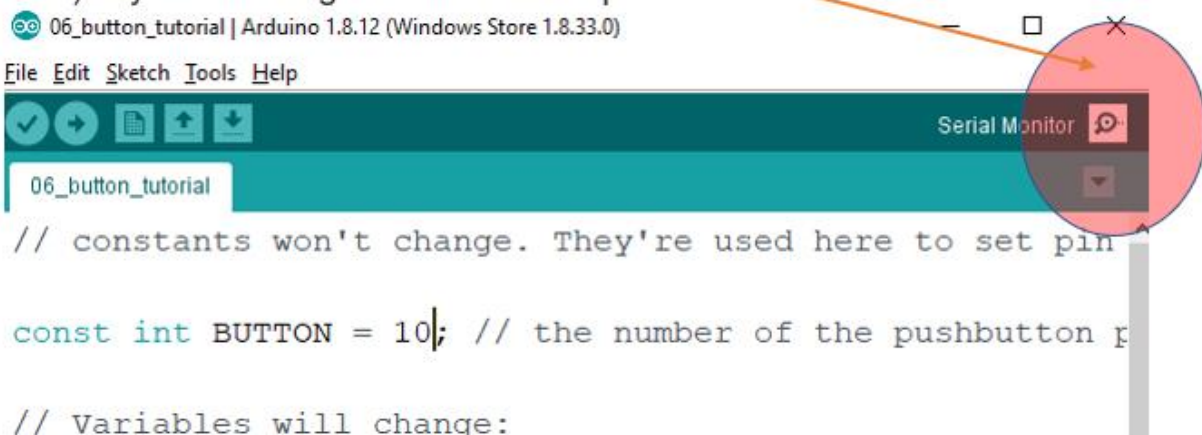 06_button_tutorial | Arduino 1.8.12 (Windows Store 1.8.33.0)
File Edit Sketch Tools Help
Serial Monitor
06_button_tutorial
// constants won't change. They're used here to set pin
const int BUTTON = 10; // the number of the pushbutton
// Variables will change: